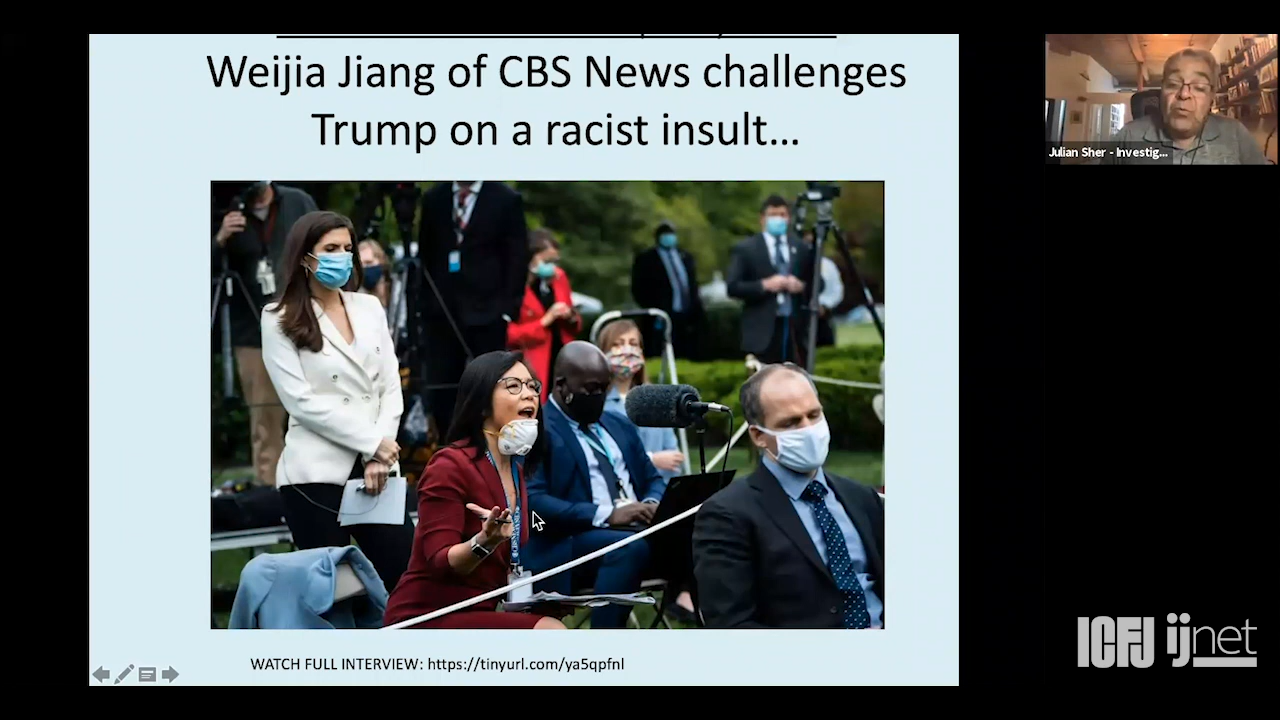 Weijia Jiang of CBS News challenges
Trump on a racist insult...
WATCH FULL INTERVIEW: https://tinyurl.com/ya5qpfnl
Julian Sher - Investig...
ICFJ ijnet